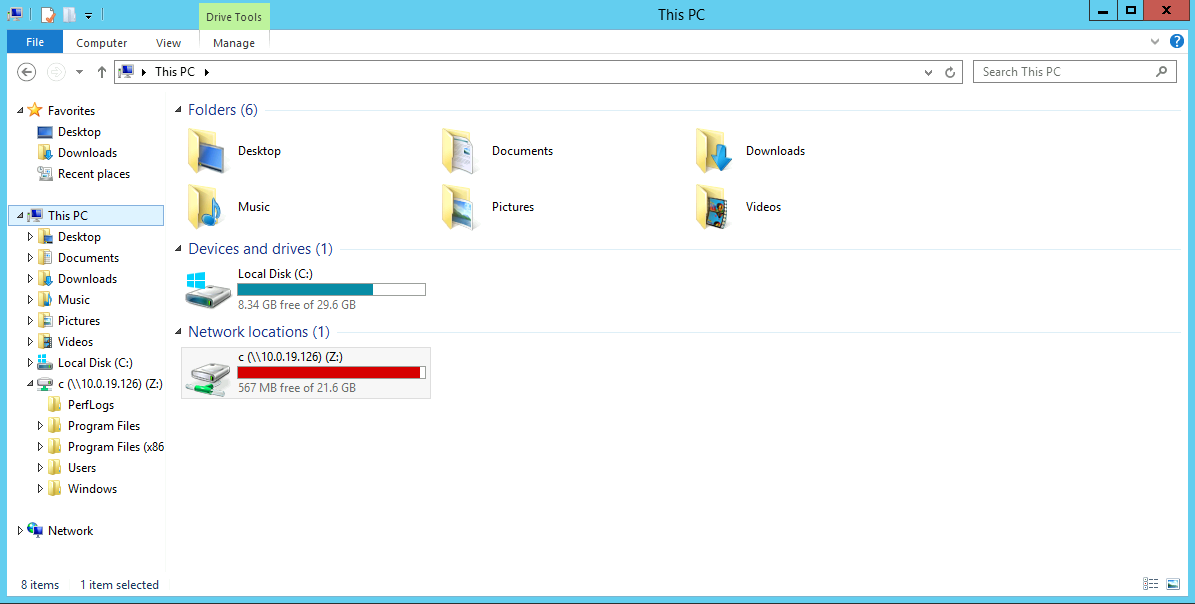 Drive Tools
This PC
File
Computer
View
Manage
This PC
Search This PC
Favorites
Desktop
Downloads
Recent places
This PC
Desktop
Documents
Downloads
Music
Pictures
Videos
Local Disk (C:)
c (\\10.0.19.126) (Z:)
PerfLogs
Program Files
Program Files (x86
Users
Windows
Network
Folders (6)
Desktop
Documents
Downloads
Music
Pictures
Videos
Devices and drives (1)
Local Disk (C:)
8.34 GB free of 29.6 GB
Network locations (1)
c (\\10.0.19.126) (Z:)
567 MB free of 21.6 GB
8 items
1 item selected